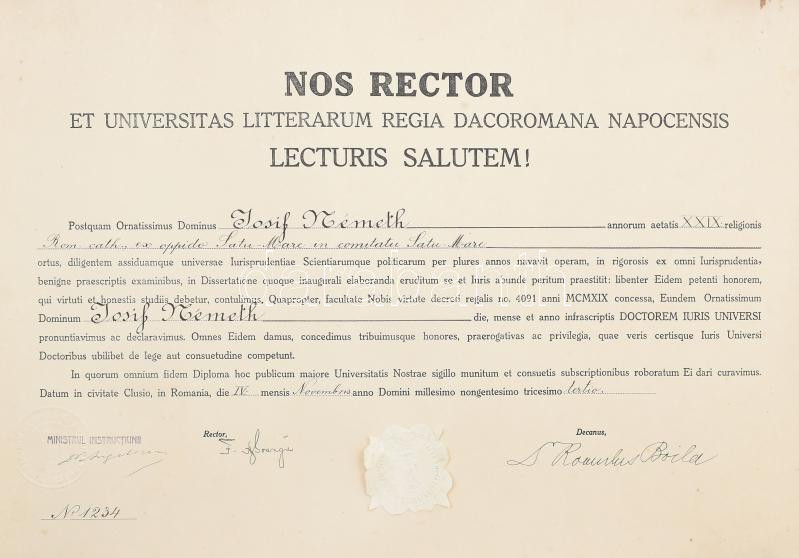 NOS RECTOR
ET UNIVERSITAS LITTERARUM REGIA DACOROMANA NAPOCENSIS
LECTURIS SALUTEM!
Postquam Ornatissimus Dominus Iosif Németh annorum aetatis XXIX religionis
Rom. cath., ex oppido Satu-Mare in comitatu Satu-Mare
ortus, diligentem assiduamque universae Iurisprudentiae Scientiarumque politicarum per plures annos navavit operam, in rigorosis ex omni Iurisprudentia,
benigne praescriptis examinibus, in Dissertatione quoque inaugurali elaboranda eruditum se et Iuris abunde peritum praestitit: libenter Eidem petenti honorem,
qui virtuti et honestis studiis debetur, contulimus. Quapropter, facultate Nobis virtute decreti regalis no. 4091 anni MCMXIX concessa, Eundem Ornatissimum
Dominum Iosif Németh die, mense et anno infrascriptis DOCTOREM IURIS UNIVERSI
pronuntiavimus ac declaravimus. Omnes Eidem damus, concedimus tribuimusque honores, praerogativas ac privilegia, quae veris certisque Iuris Universi
Doctoribus ubilibet de lege aut consuetudine competunt.
In quorum omnium fidem Diploma hoc publicum maiore Universitatis Nostrae sigillo munitum et consuetis subscriptionibus roboratum Ei dari curavimus.
Datum in civitate Clusio, in Romania, die IV. mensis Novembris anno Domini millesimo nongentesimo tricesimo tertio.
MINISTRUL INSTRUCȚIUNII
Rector,
Decanus,
Dr Romulus Boila
No 1234